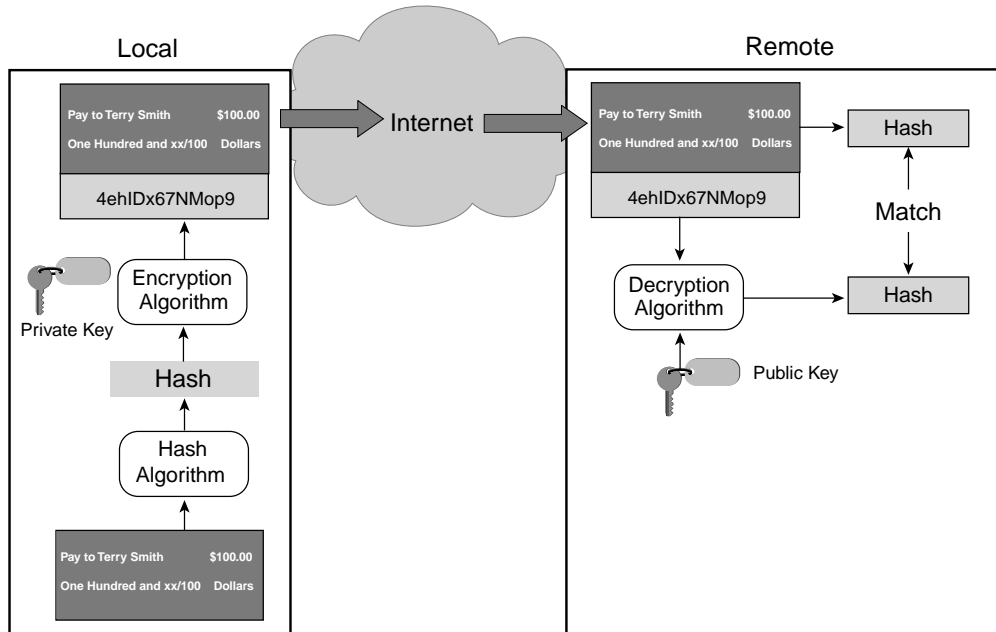 Local
Pay to Terry Smith $100.00
One Hundred and xx/100 Dollars
4ehIDx67NMop9
Encryption
Algorithm
Private Key
Hash
Hash
Algorithm
Pay to Terry Smith $100.00
One Hundred and xx/100 Dollars
Internet
Remote
Pay to Terry Smith $100.00
One Hundred and xx/100 Dollars
4ehIDx67NMop9
Hash
Match
Decryption
Algorithm
Hash
Public Key